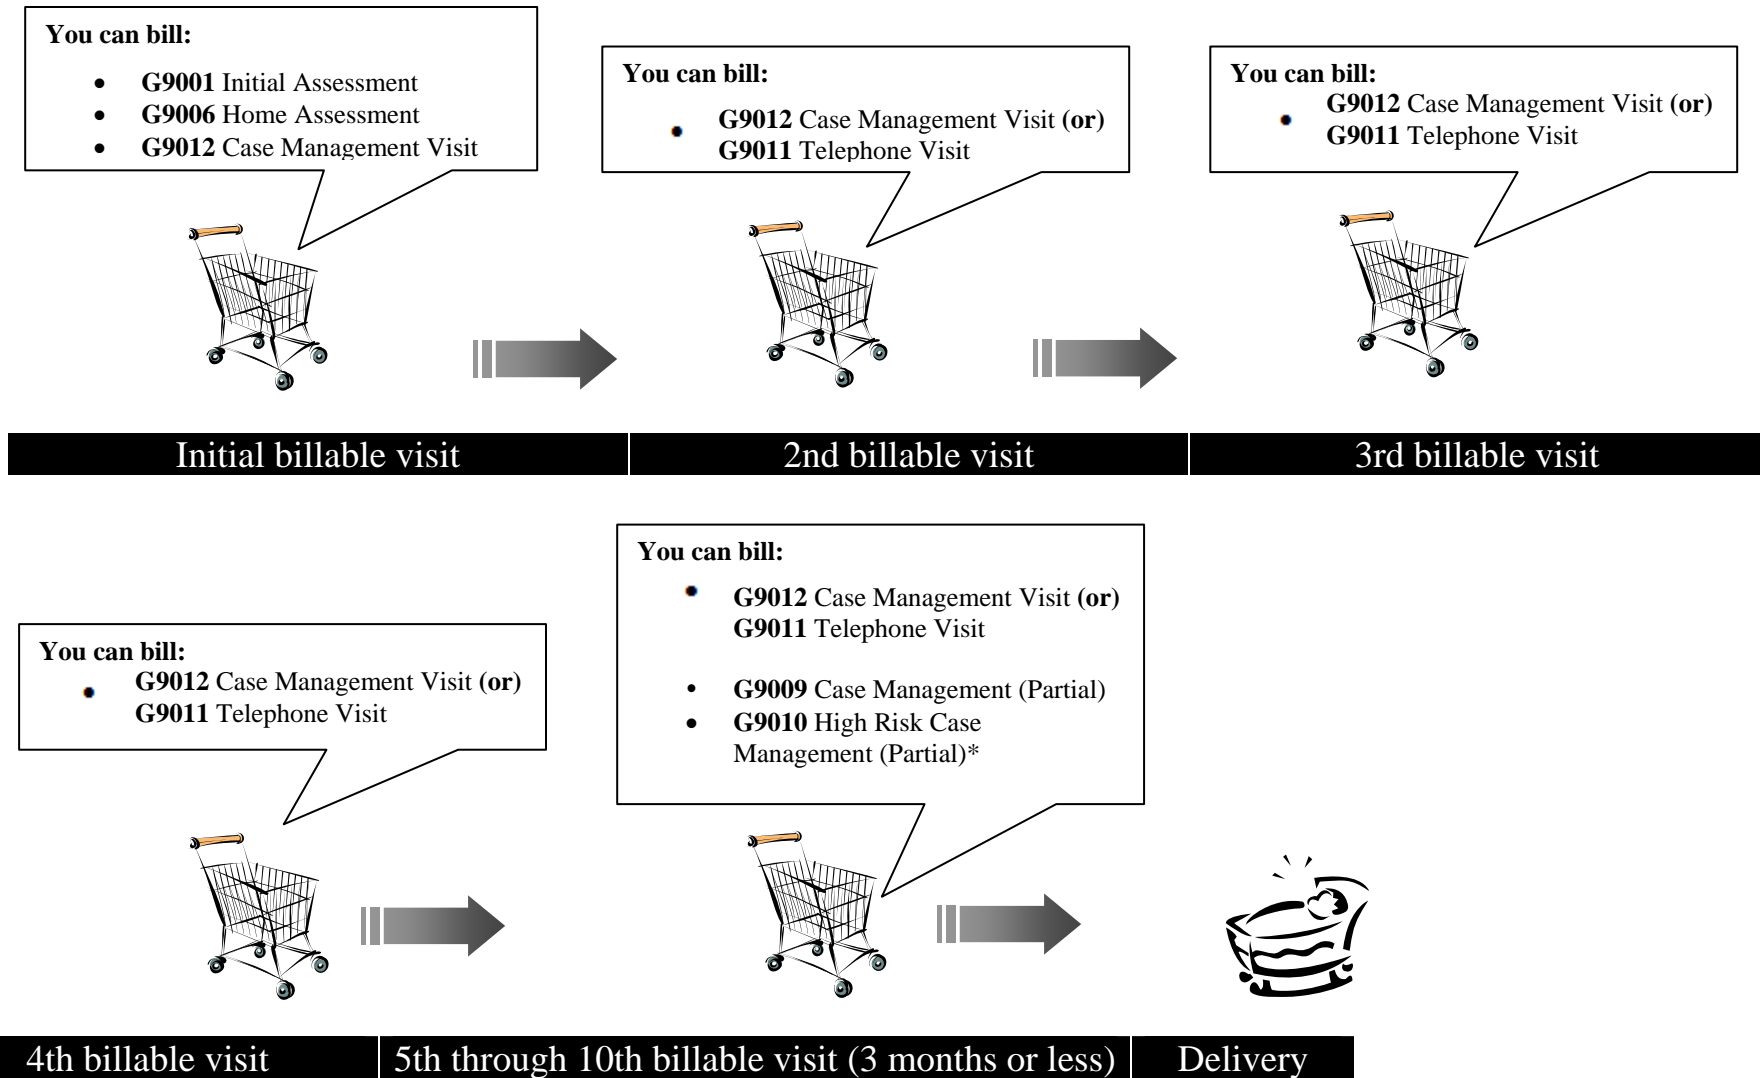 You can bill:
• G9001 Initial Assessment
• G9006 Home Assessment
• G9012 Case Management Visit
You can bill:
• G9012 Case Management Visit (or)
G9011 Telephone Visit
You can bill:
• G9012 Case Management Visit (or)
G9011 Telephone Visit
Initial billable visit
2nd billable visit
3rd billable visit
You can bill:
• G9012 Case Management Visit (or)
G9011 Telephone Visit
You can bill:
• G9012 Case Management Visit (or)
G9011 Telephone Visit
• G9009 Case Management (Partial)
• G9010 High Risk Case
Management (Partial)*
4th billable visit
5th through 10th billable visit (3 months or less)
Delivery